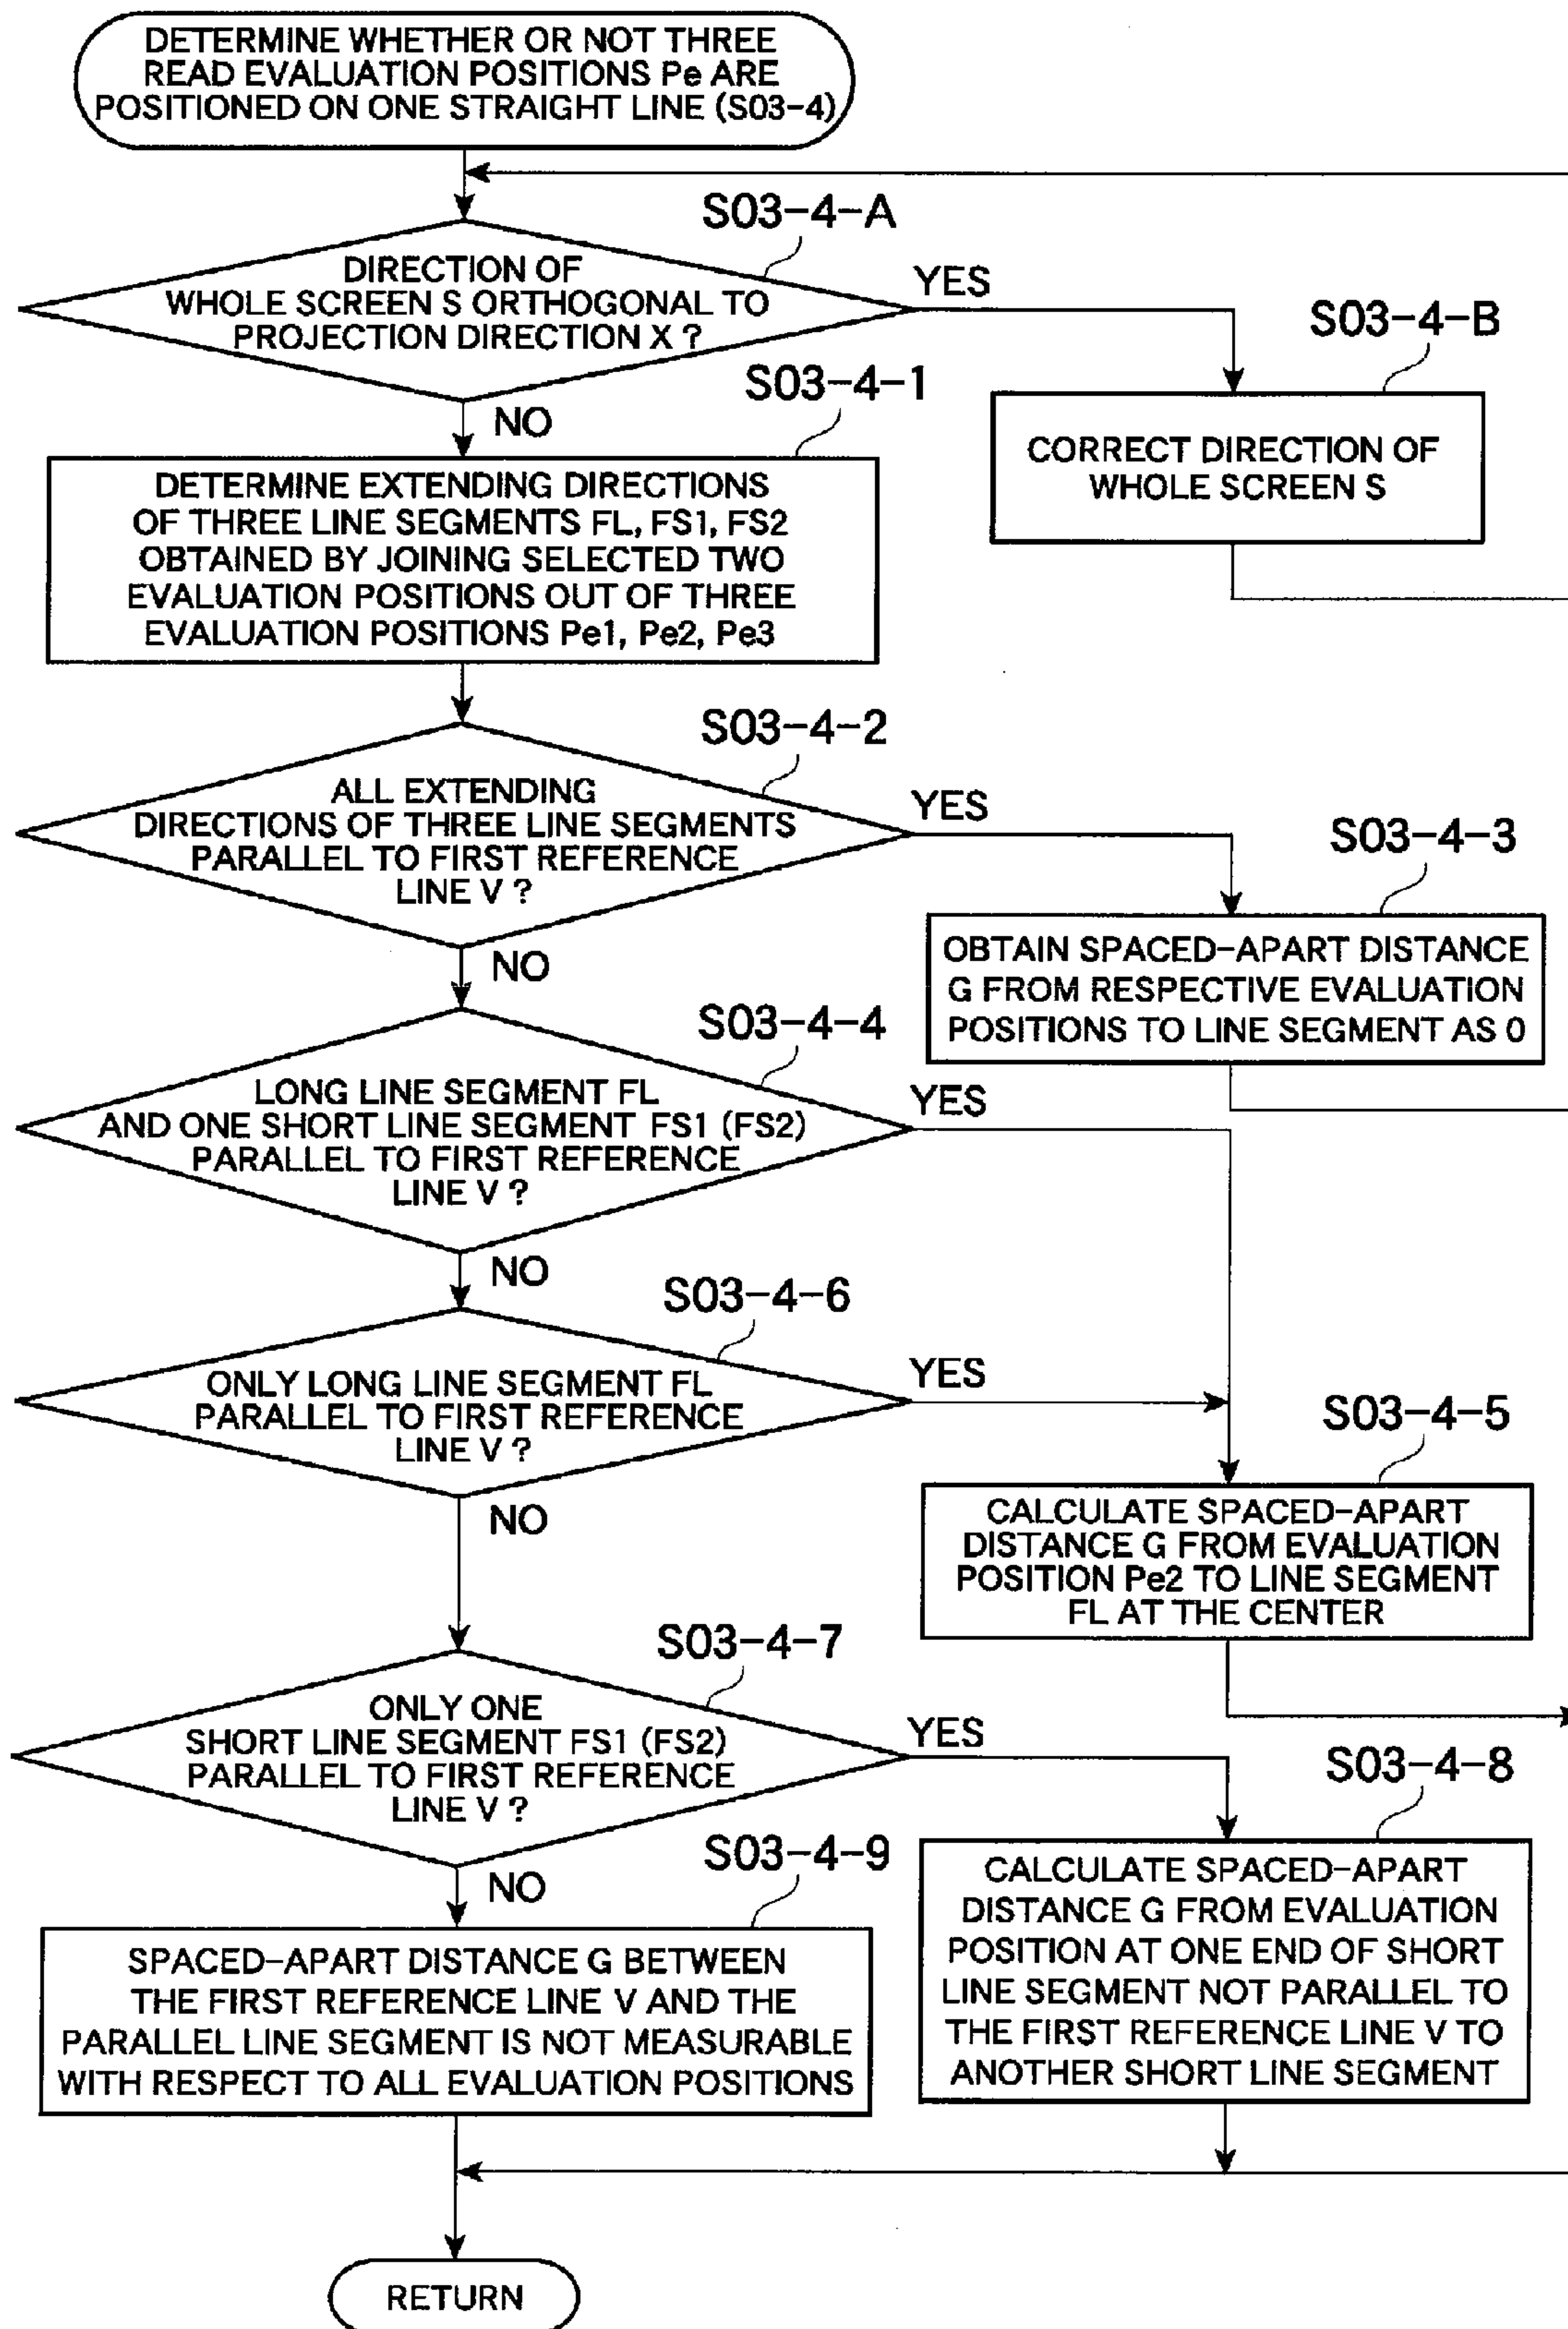 DETERMINE WHETHER OR NOT THREE
READ EVALUATION POSITIONS Pe ARE
POSITIONED ON ONE STRAIGHT LINE (S03-4)
S03-4-A
DIRECTION OF
WHOLE SCREEN S ORTHOGONAL TO
PROJECTION DIRECTION X ?
YES
NO
S03-4-B
CORRECT DIRECTION OF
WHOLE SCREEN S
S03-4-1
DETERMINE EXTENDING DIRECTIONS
OF THREE LINE SEGMENTS FL, FS1, FS2
OBTAINED BY JOINING SELECTED TWO
EVALUATION POSITIONS OUT OF THREE
EVALUATION POSITIONS Pe1, Pe2, Pe3
S03-4-2
ALL EXTENDING
DIRECTIONS OF THREE LINE SEGMENTS
PARALLEL TO FIRST REFERENCE
LINE V ?
YES
NO
S03-4-3
OBTAIN SPACED-APART DISTANCE
G FROM RESPECTIVE EVALUATION
POSITIONS TO LINE SEGMENT AS 0
S03-4-4
LONG LINE SEGMENT FL
AND ONE SHORT LINE SEGMENT FS1 (FS2)
PARALLEL TO FIRST REFERENCE
LINE V ?
YES
NO
S03-4-6
ONLY LONG LINE SEGMENT FL
PARALLEL TO FIRST REFERENCE
LINE V ?
YES
NO
S03-4-5
CALCULATE SPACED-APART
DISTANCE G FROM EVALUATION
POSITION Pe2 TO LINE SEGMENT
FL AT THE CENTER
S03-4-7
ONLY ONE
SHORT LINE SEGMENT FS1 (FS2)
PARALLEL TO FIRST REFERENCE
LINE V ?
YES
NO
S03-4-8
CALCULATE SPACED-APART
DISTANCE G FROM EVALUATION
POSITION AT ONE END OF SHORT
LINE SEGMENT NOT PARALLEL TO
THE FIRST REFERENCE LINE V TO
ANOTHER SHORT LINE SEGMENT
S03-4-9
SPACED-APART DISTANCE G BETWEEN
THE FIRST REFERENCE LINE V AND THE
PARALLEL LINE SEGMENT IS NOT MEASURABLE
WITH RESPECT TO ALL EVALUATION POSITIONS
RETURN